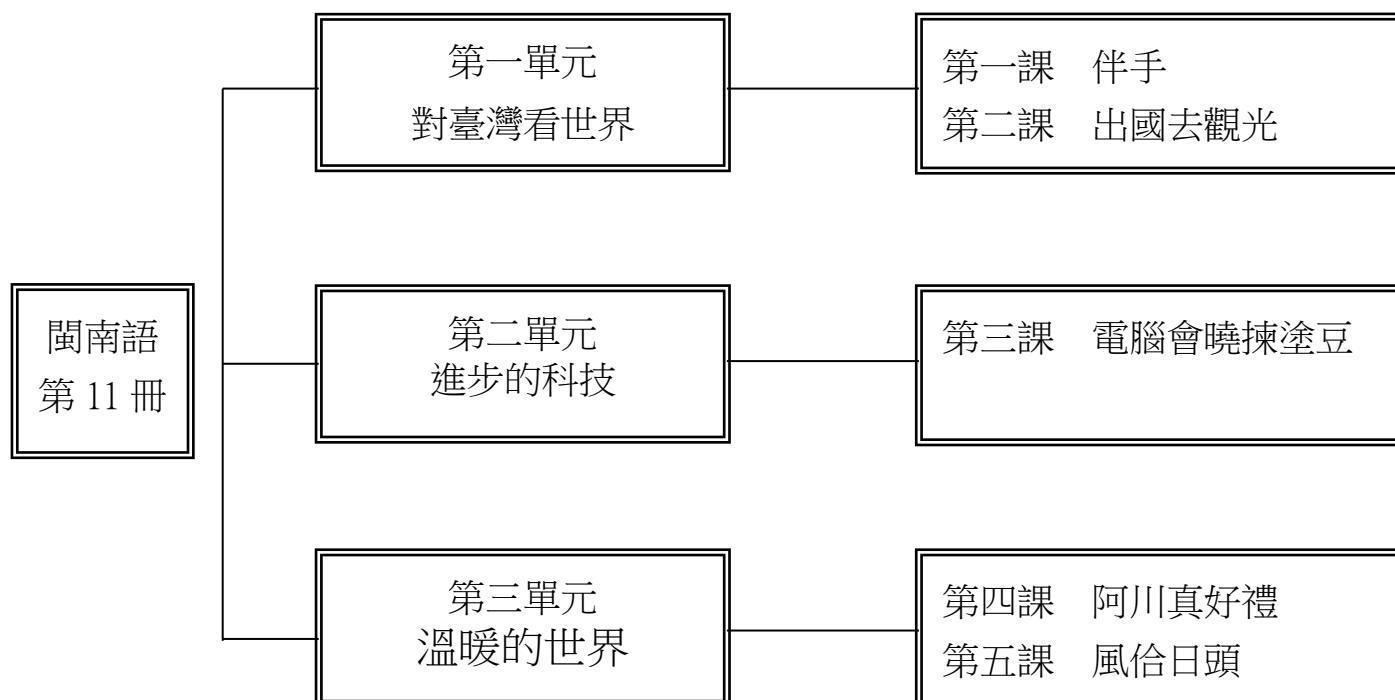 閩南語
第 11 冊
第一單元
對臺灣看世界
第一課　伴手
第二課　出國去觀光
第二單元
進步的科技
第三課　電腦會曉揀塗豆
第三單元
溫暖的世界
第四課　阿川真好禮
第五課　風佮日頭